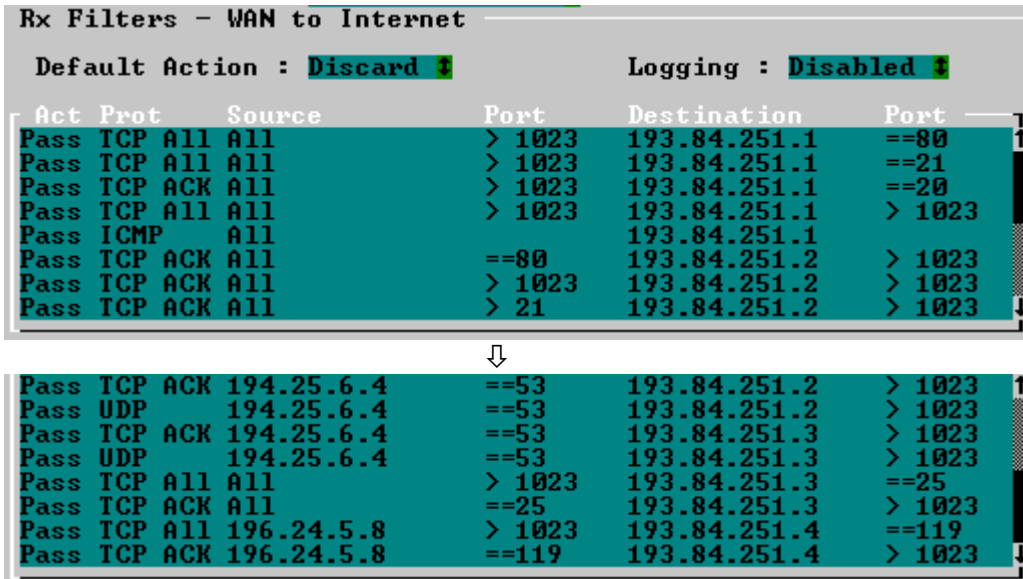 Rx Filters - WAN to Internet
Default Action : Discard Logging : Disabled
Act Prot Source Port Destination Port
Pass TCP All All > 1023 193.84.251.1 ==80
Pass TCP All All > 1023 193.84.251.1 ==21
Pass TCP ACK All > 1023 193.84.251.1 ==20
Pass TCP All All > 1023 193.84.251.1 > 1023
Pass ICMP All 193.84.251.1
Pass TCP ACK All ==80 193.84.251.2 > 1023
Pass TCP ACK All > 1023 193.84.251.2 > 1023
Pass TCP ACK All > 21 193.84.251.2 > 1023
Pass TCP ACK 194.25.6.4 ==53 193.84.251.2 > 1023
Pass UDP 194.25.6.4 ==53 193.84.251.2 > 1023
Pass TCP ACK 194.25.6.4 ==53 193.84.251.3 > 1023
Pass UDP 194.25.6.4 ==53 193.84.251.3 > 1023
Pass TCP All All > 1023 193.84.251.3 ==25
Pass TCP ACK All ==25 193.84.251.3 > 1023
Pass TCP All 196.24.5.8 > 1023 193.84.251.4 ==119
Pass TCP ACK 196.24.5.8 ==119 193.84.251.4 > 1023